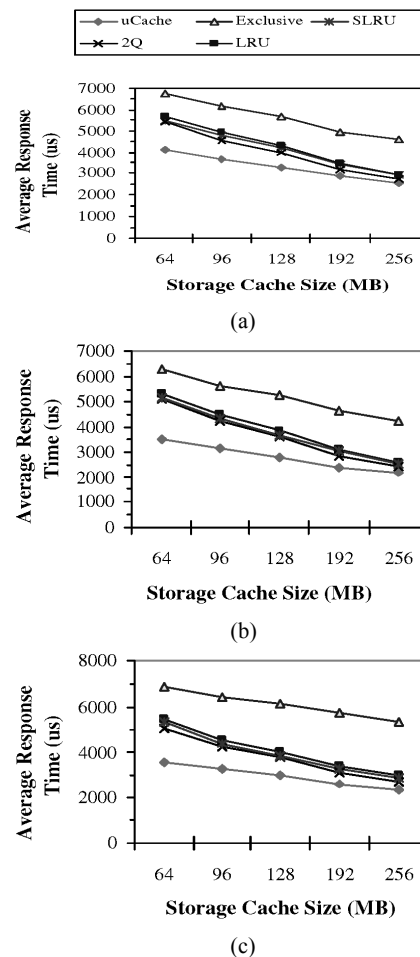 uCache Exclusive SLRU
2Q LRU
Average Response
Time (us)
7000
6000
5000
4000
3000
2000
1000
0
64 96 128 192 256
Storage Cache Size (MB)
(a)
Average Response
Time (us)
7000
6000
5000
4000
3000
2000
1000
0
64 96 128 192 256
Storage Cache Size (MB)
(b)
Average Response
Time (us)
8000
6000
4000
2000
0
64 96 128 192 256
Storage Cache Size (MB)
(c)